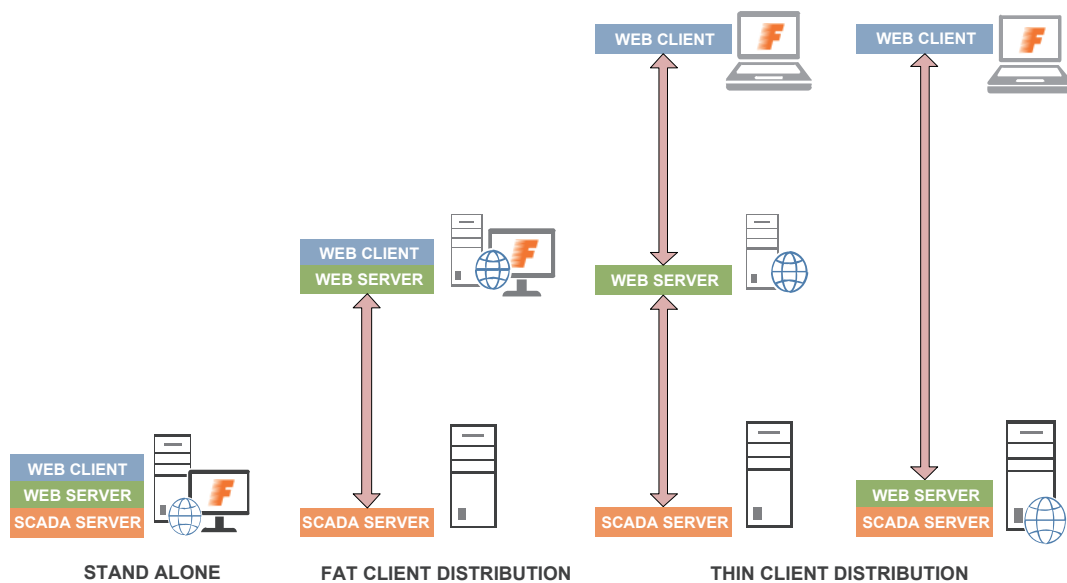 WEB CLIENT
WEB CLIENT
WEB CLIENT
WEB SERVER
WEB SERVER
WEB CLIENT
WEB SERVER
SCADA SERVER
SCADA SERVER
SCADA SERVER
WEB SERVER
SCADA SERVER
STAND ALONE
FAT CLIENT DISTRIBUTION
THIN CLIENT DISTRIBUTION